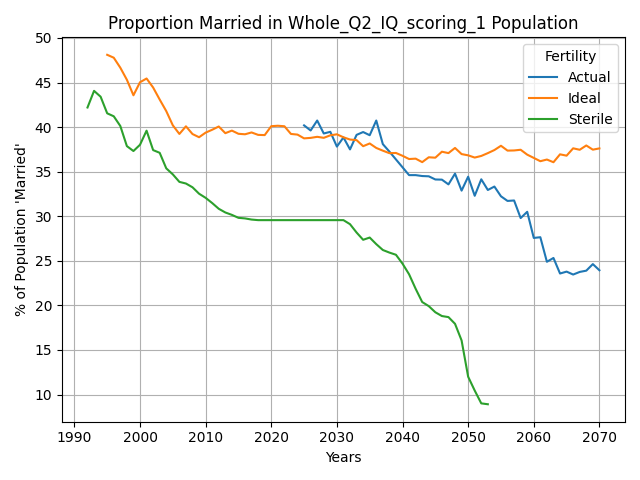 Proportion Married in Whole_Q2_IQ_scoring_1 Population
% of Population 'Married'
50
45
40
35
30
25
20
15
10
Fertility
Actual
Ideal
Sterile
1990 2000 2010 2020 2030 2040 2050 2060 2070
Years